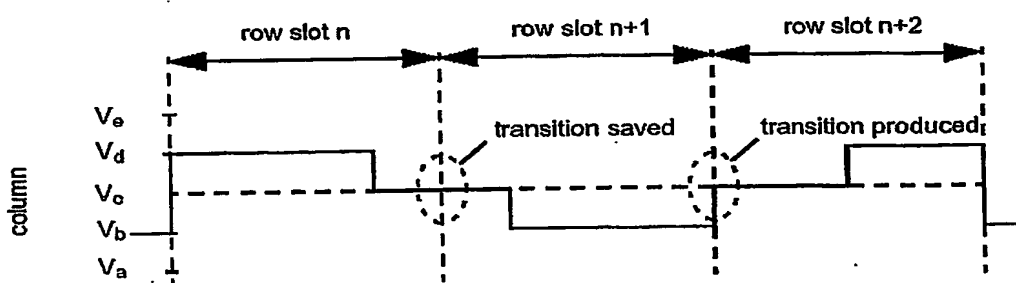 row slot n
row slot n+1
row slot n+2
Ve
transition saved
transition produced
Vd
Vc
Vb
Va
column